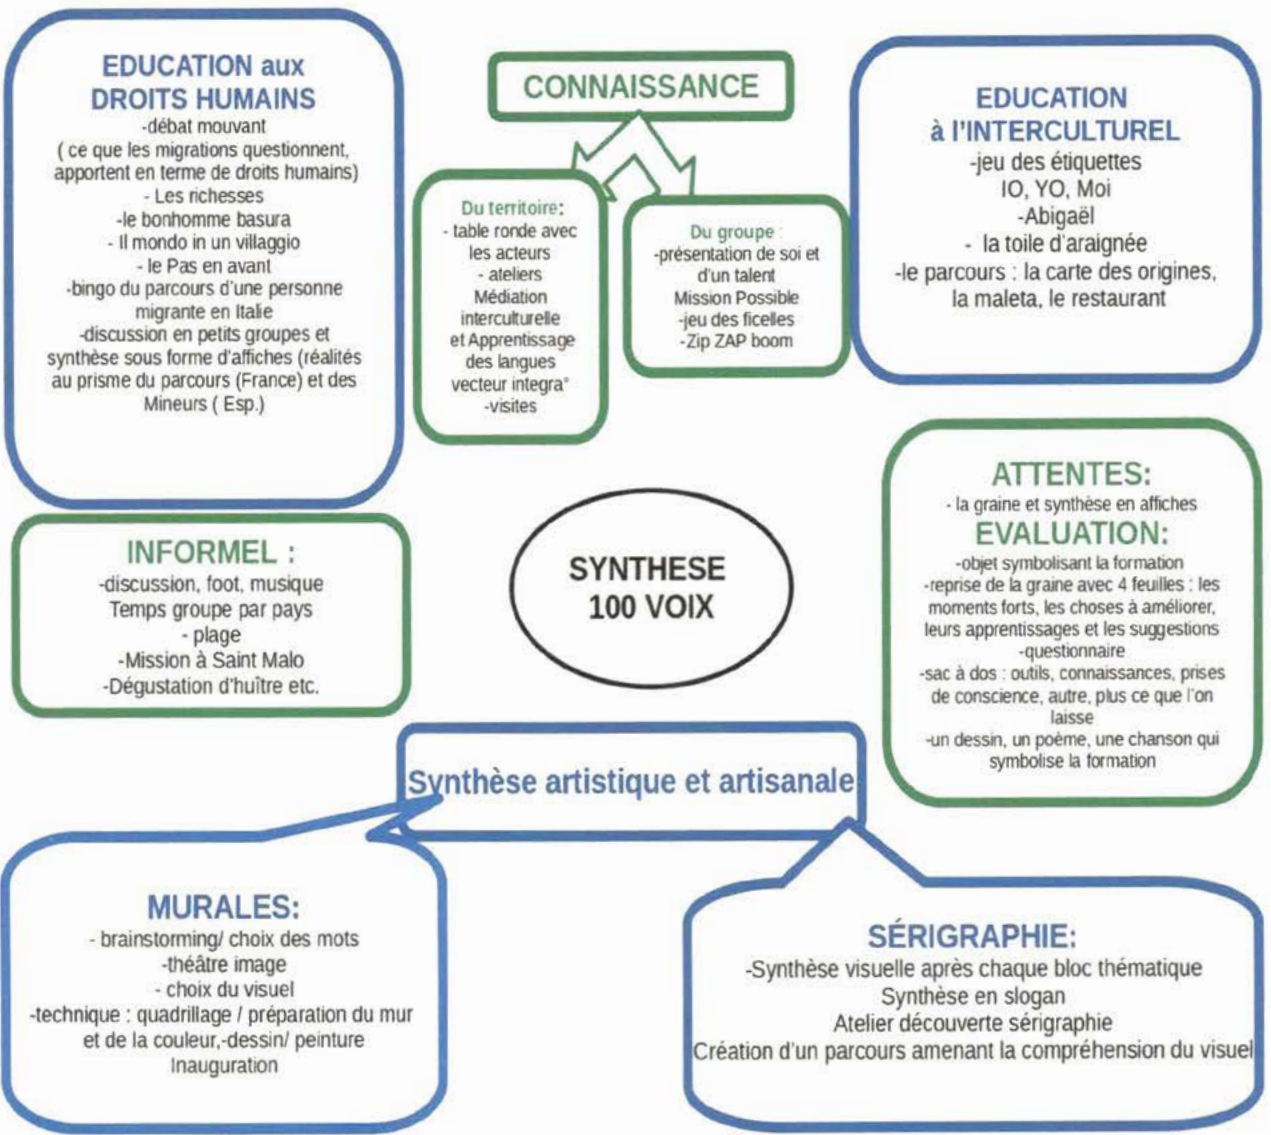 EDUCATION aux
DROITS HUMAINS
-débat mouvant
( ce que les migrations questionnent,
apportent en terme de droits humains)
- Les richesses
-le bonhomme basura
- Il mondo in un villaggio
- le Pas en avant
-bingo du parcours d'une personne
migrante en Italie
-discussion en petits groupes et
synthèse sous forme d'affiches (réalités
au prisme du parcours (France) et des
Mineurs ( Esp.)
CONNAISSANCE
Du territoire:
- table ronde avec
les acteurs
- ateliers
Médiation
interculturelle
et Apprentissage
des langues
vecteur integra°
-visites
Du groupe :
-présentation de soi et
d'un talent
Mission Possible
-jeu des ficelles
-Zip ZAP boom
EDUCATION
à l'INTERCULTUREL
-jeu des étiquettes
IO, YO, Moi
-Abigaël
- la toile d'araignée
-le parcours : la carte des origines,
la maleta, le restaurant
INFORMEL :
-discussion, foot, musique
Temps groupe par pays
- plage
-Mission à Saint Malo
-Dégustation d'huître etc.
SYNTHESE
100 VOIX
ATTENTES:
- la graine et synthèse en affiches
EVALUATION:
-objet symbolisant la formation
-reprise de la graine avec 4 feuilles : les
moments forts, les choses à améliorer,
leurs apprentissages et les suggestions
-questionnaire
-sac à dos : outils, connaissances, prises
de conscience, autre, plus ce que l'on
laisse
-un dessin, un poème, une chanson qui
symbolise la formation
Synthèse artistique et artisanale
MURALES:
- brainstorming/ choix des mots
-théâtre image
- choix du visuel
-technique : quadrillage / préparation du mur
et de la couleur,-dessin/ peinture
Inauguration
SÉRIGRAPHIE:
-Synthèse visuelle après chaque bloc thématique
Synthèse en slogan
Atelier découverte sérigraphie
Création d'un parcours amenant la compréhension du visuel